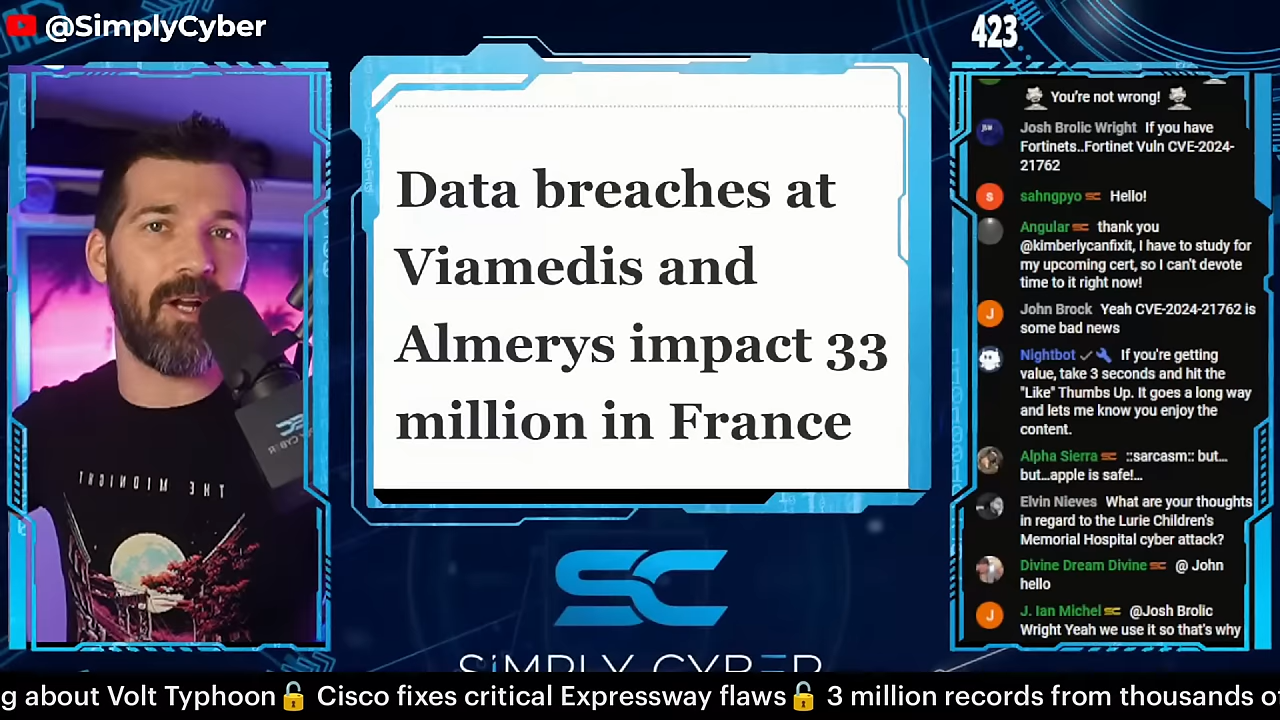 @SimplyCyber
423
THE MIDNIGHT
SC
Data breaches at
Viamedis and
Almerys impact 33
million in France
SC
SIMPLY CYBER
You're not wrong!
Josh Brolic Wright If you have
Fortinets..Fortinet Vuln CVE-2024-
21762
sahngpyo Hello!
Angular thank you
@kimberlycanfixit, I have to study for
my upcoming cert, so I can't devote
time to it right now!
John Brock Yeah CVE-2024-21762 is
some bad news
Nightbot If you're getting
value, take 3 seconds and hit the
"Like" Thumbs Up. It goes a long way
and lets me know you enjoy the
content.
Alpha Sierra ::sarcasm:: but...
but...apple is safe!...
Elvin Nieves What are your thoughts
in regard to the Lurie Children's
Memorial Hospital cyber attack?
Divine Dream Divine @ John
hello
J. Ian Michel @Josh Brolic
Wright Yeah we use it so that's why
g about Volt Typhoon🔓 Cisco fixes critical Expressway flaws🔓 3 million records from thousands of